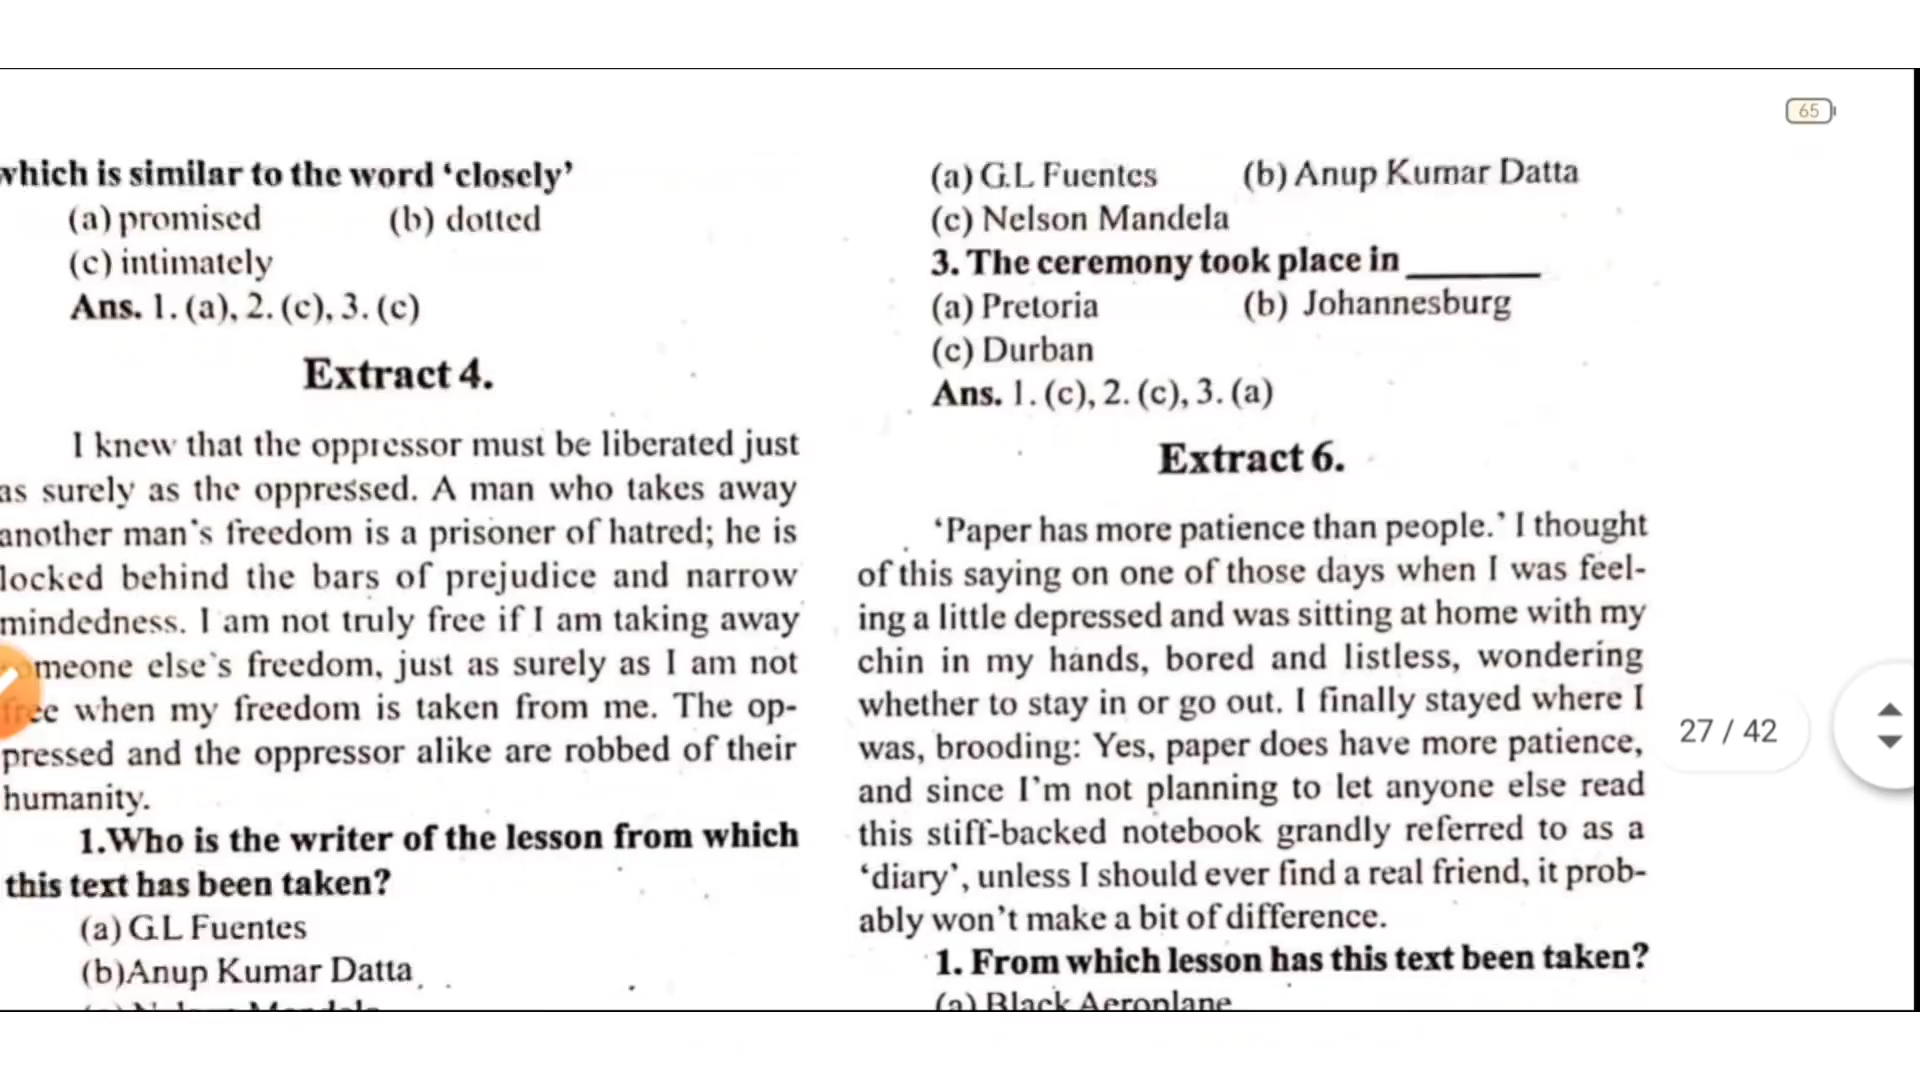 which is similar to the word ‘closely’
(a) promised (b) dotted
(c) intimately
Ans. 1. (a), 2. (c), 3. (c)
Extract 4.
I knew that the oppressor must be liberated just
as surely as the oppressed. A man who takes away
another man's freedom is a prisoner of hatred; he is
locked behind the bars of prejudice and narrow
mindedness. I am not truly free if I am taking away
someone else's freedom, just as surely as I am not
free when my freedom is taken from me. The op-
pressed and the oppressor alike are robbed of their
humanity.
1.Who is the writer of the lesson from which
this text has been taken?
(a) G.L Fuentes
(b)Anup Kumar Datta
(c) Nelson Mandela
65
(a) G.L Fuentes (b) Anup Kumar Datta
(c) Nelson Mandela
3. The ceremony took place in ______
(a) Pretoria (b) Johannesburg
(c) Durban
Ans. 1. (c), 2. (c), 3. (a)
Extract 6.
‘Paper has more patience than people.’ I thought
of this saying on one of those days when I was feel-
ing a little depressed and was sitting at home with my
chin in my hands, bored and listless, wondering
whether to stay in or go out. I finally stayed where I
was, brooding: Yes, paper does have more patience,
and since I'm not planning to let anyone else read
this stiff-backed notebook grandly referred to as a
‘diary’, unless I should ever find a real friend, it prob-
ably won't make a bit of difference.
1. From which lesson has this text been taken?
(a) Black Aeroplane
27 / 42